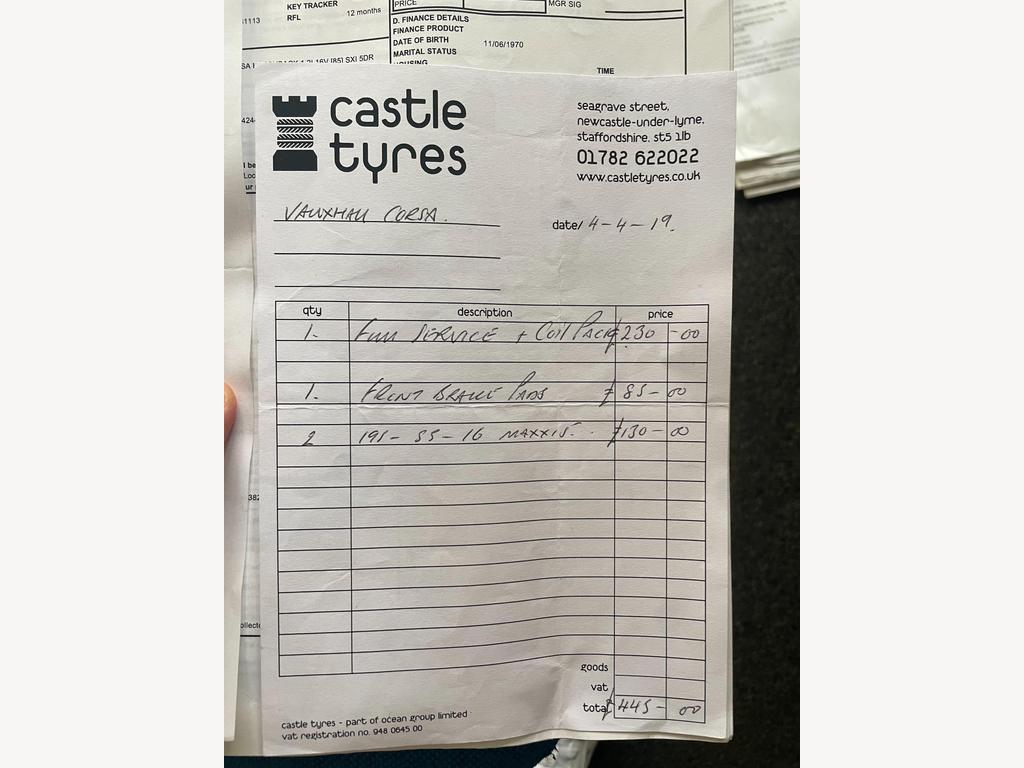 KEY TRACKER
RFL 12 months
PRICE
MGR SIG
D. FINANCE DETAILS
FINANCE PRODUCT
DATE OF BIRTH 11/06/1970
MARITAL STATUS
TIME
castle
tyres
seagrave street,
newcastle-under-lyme,
staffordshire. st5 1lb
01782 622022
www.castletyres.co.uk
VAUXHALL CORSA.
date/ 4-4-19.
qty description price
1. FULL SERVICE + COIL PACK £230-00
1. FRONT BRAKE PADS £85-00
2 195-55-16 MAXXIS. £130-00
goods
vat
total £445-00
castle tyres - part of ocean group limited
vat registration no. 948 0645 00